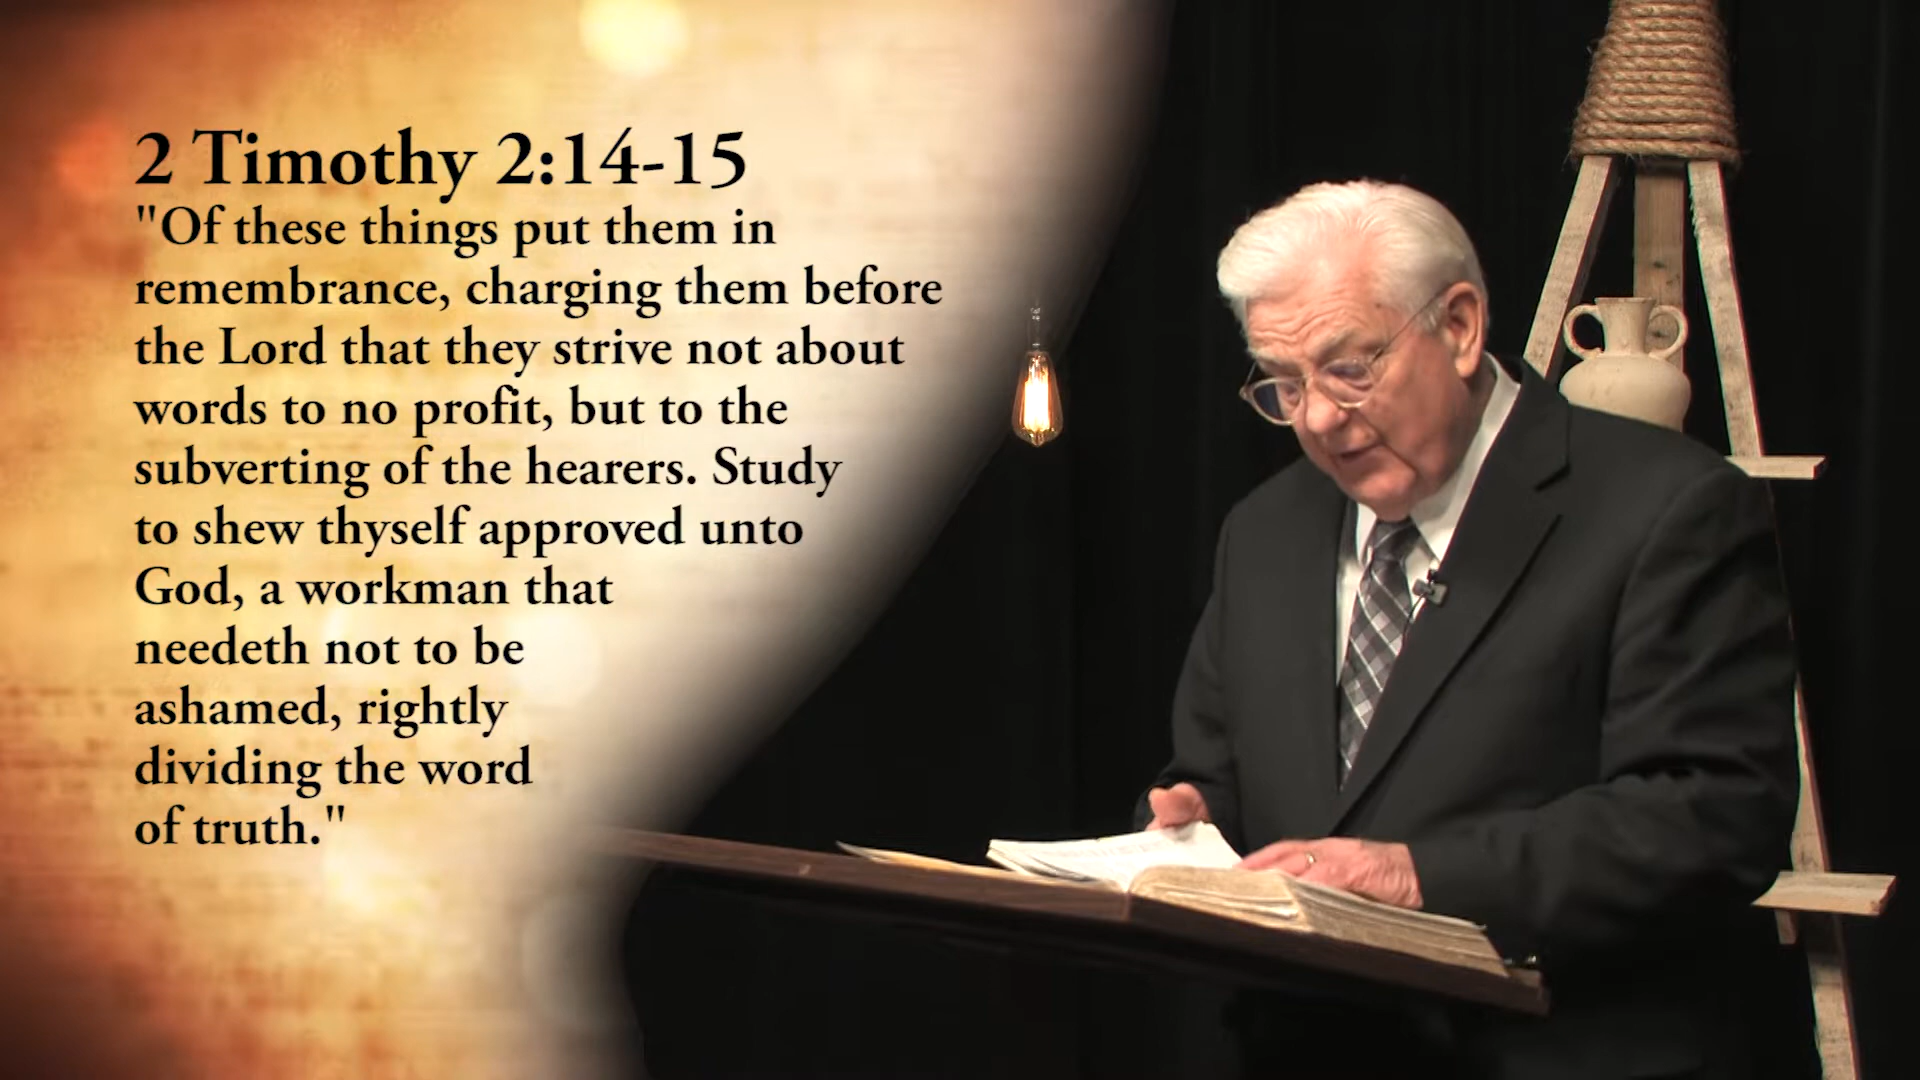 2 Timothy 2:14-15
"Of these things put them in
remembrance, charging them before
the Lord that they strive not about
words to no profit, but to the
subverting of the hearers. Study
to shew thyself approved unto
God, a workman that
needeth not to be
ashamed, rightly
dividing the word
of truth."